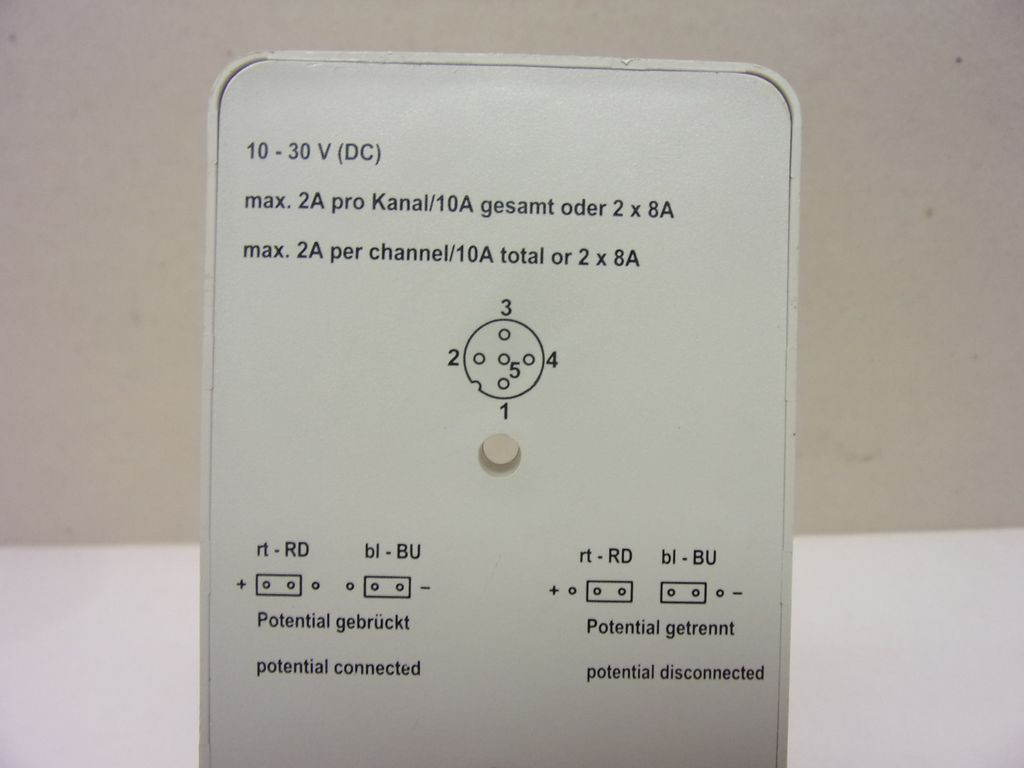 10 - 30 V (DC)
max. 2A pro Kanal/10A gesamt oder 2 x 8A
max. 2A per channel/10A total or 2 x 8A
3
2 5 4
1
rt - RD bl - BU rt - RD bl - BU
+ – + –
Potential gebrückt Potential getrennt
potential connected potential disconnected